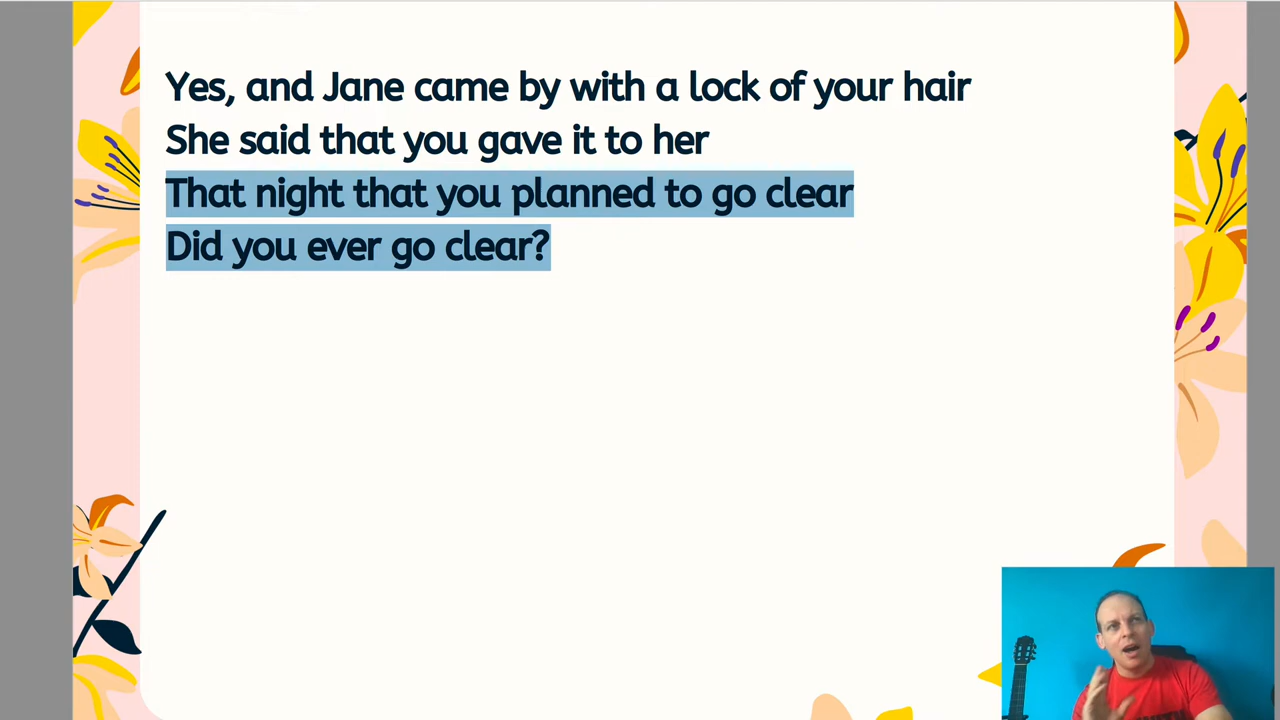 Yes, and Jane came by with a lock of your hair
She said that you gave it to her
That night that you planned to go clear
Did you ever go clear?